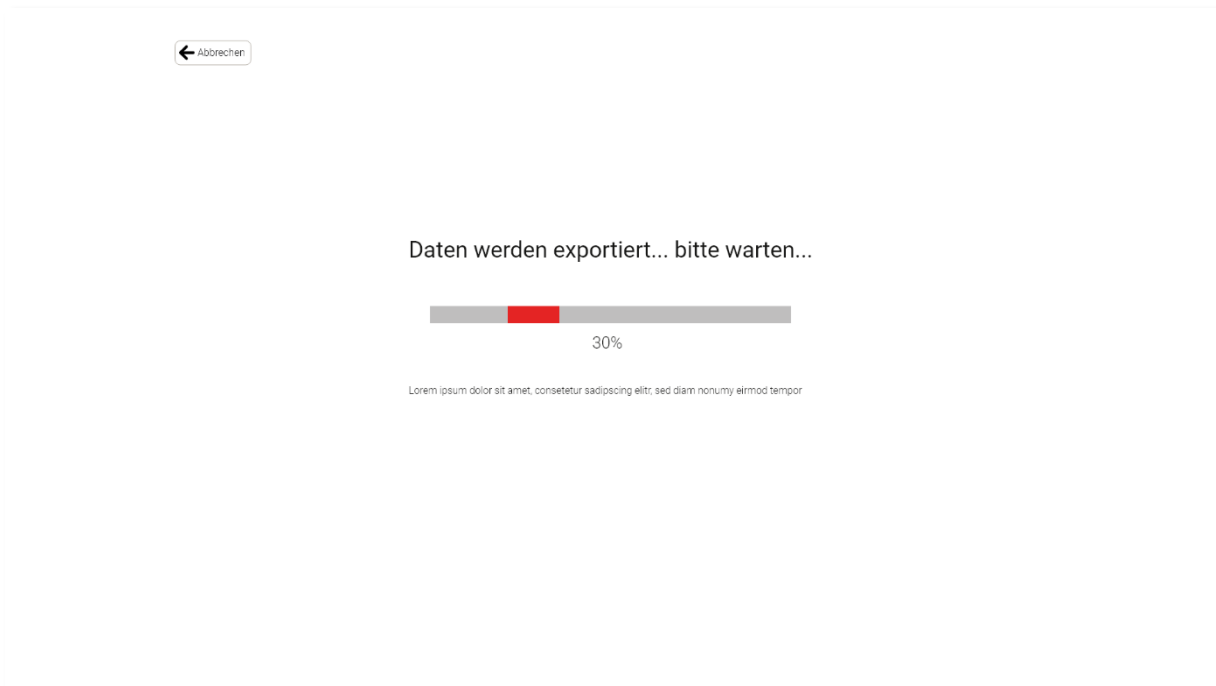 Abbrechen
Daten werden exportiert... bitte warten...
30%
Lorem ipsum dolor sit amet, consetetur sadipscing elitr, sed diam nonumy eirmod tempor